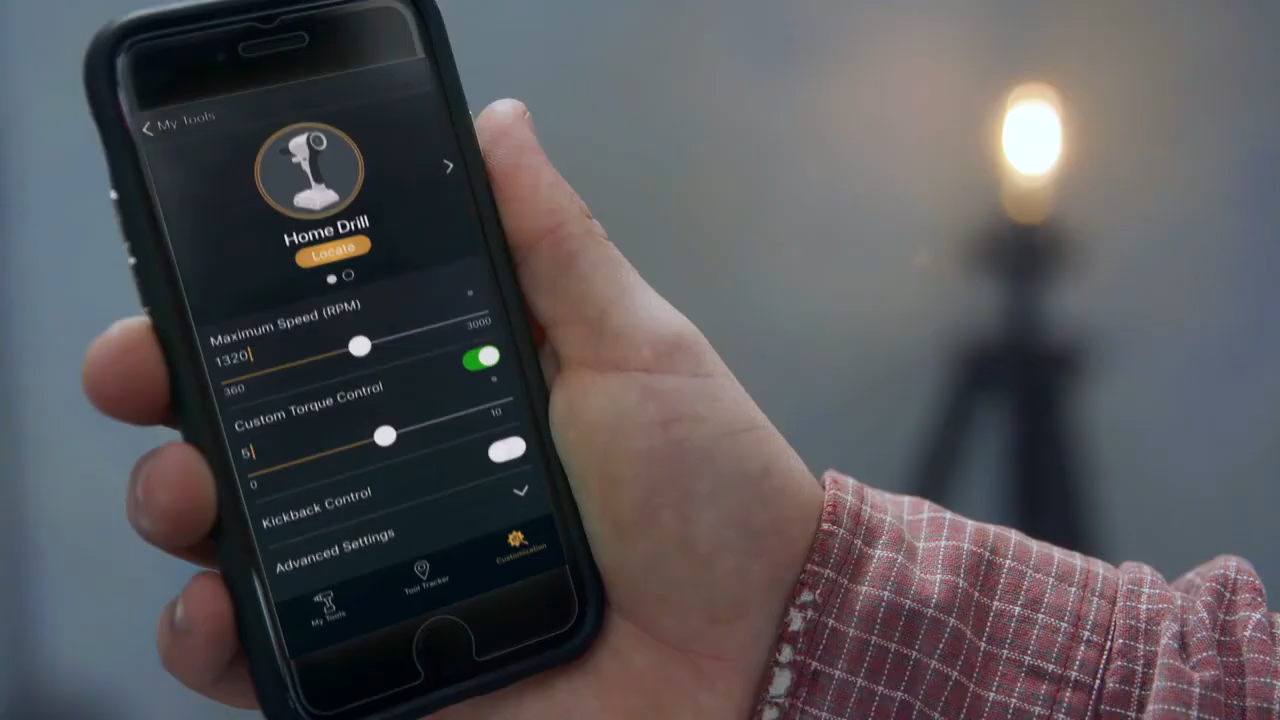 My Tools
Home Drill
Locate
Maximum Speed (RPM)
1320
360
3000
Custom Torque Control
5
0
10
Kickback Control
Advanced Settings
My Tools
Tool Tracker
Customization